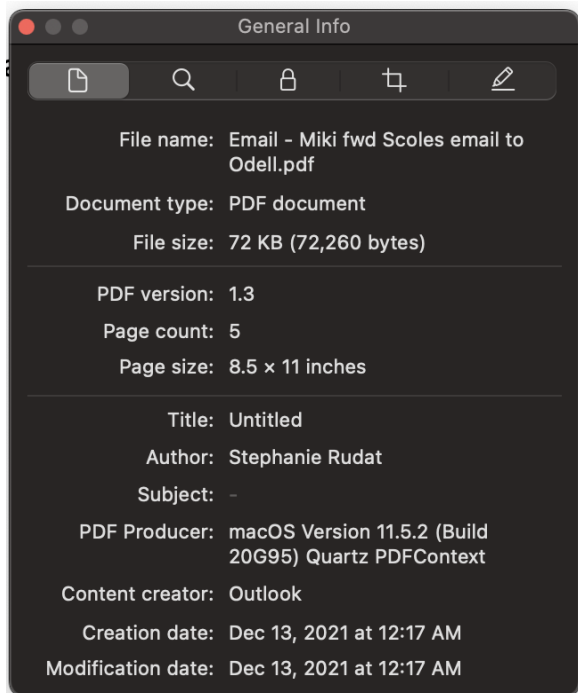 General Info
File name: Email - Miki fwd Scoles email to
Odell.pdf
Document type: PDF document
File size: 72 KB (72,260 bytes)
PDF version: 1.3
Page count: 5
Page size: 8.5 × 11 inches
Title: Untitled
Author: Stephanie Rudat
Subject: -
PDF Producer: macOS Version 11.5.2 (Build
20G95) Quartz PDFContext
Content creator: Outlook
Creation date: Dec 13, 2021 at 12:17 AM
Modification date: Dec 13, 2021 at 12:17 AM